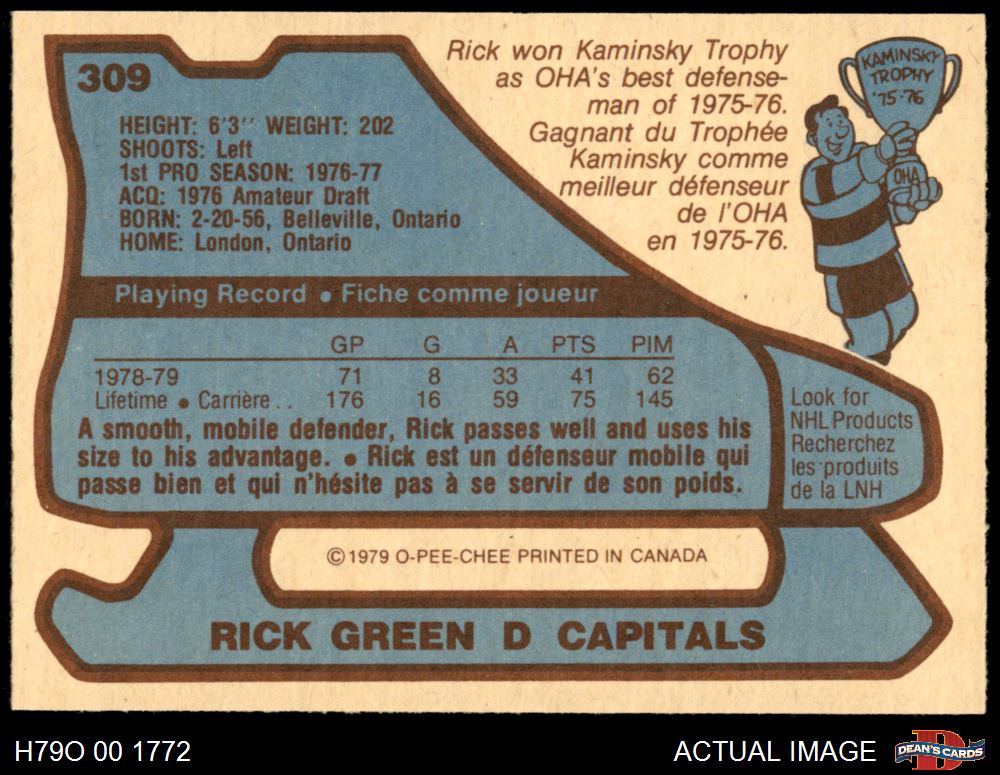 309
HEIGHT: 6'3'' WEIGHT: 202
SHOOTS: Left
1st PRO SEASON: 1976-77
ACQ: 1976 Amateur Draft
BORN: 2-20-56, Belleville, Ontario
HOME: London, Ontario
Rick won Kaminsky Trophy
as OHA's best defense-
man of 1975-76.
Gagnant du Trophée
Kaminsky comme
meilleur défenseur
de l'OHA
en 1975-76.
KAMINSKY
TROPHY
'75-'76
OHA
Playing Record • Fiche comme joueur
GP G A PTS PIM
1978-79 71 8 33 41 62
Lifetime • Carrière . . 176 16 59 75 145
A smooth, mobile defender, Rick passes well and uses his
size to his advantage. • Rick est un défenseur mobile qui
passe bien et qui n'hésite pas à se servir de son poids.
Look for
NHL Products
Recherchez
les produits
de la LNH
© 1979 O-PEE-CHEE PRINTED IN CANADA
RICK GREEN D CAPITALS
H79O 00 1772
ACTUAL IMAGE
D
DEAN'S CARDS